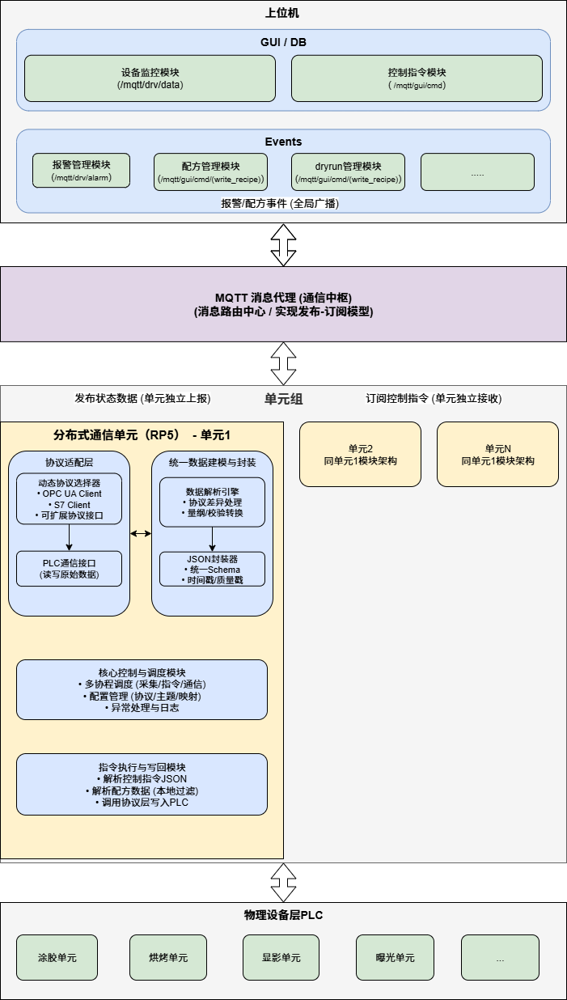 上位机
GUI / DB
设备监控模块
(/mqtt/drv/data)
控制指令模块
( /mqtt/gui/cmd)
Events
报警管理模块
(/mqtt/drv/alarm)
配方管理模块
(/mqtt/gui/cmd/(write_recipe))
dryrun管理模块
(/mqtt/gui/cmd/(write_recipe))
.....
报警/配方事件 (全局广播)
MQTT 消息代理 (通信中枢)
(消息路由中心 / 实现发布-订阅模型)
发布状态数据 (单元独立上报)
单元组
订阅控制指令 (单元独立接收)
分布式通信单元（RP5） - 单元1
协议适配层
动态协议选择器
• OPC UA Client
• S7 Client
• 可扩展协议接口
PLC通信接口
(读写原始数据)
统一数据建模与封装
数据解析引擎
• 协议差异处理
• 量纲/校验转换
JSON封装器
• 统一Schema
• 时间戳/质量戳
核心控制与调度模块
• 多协程调度 (采集/指令/通信)
• 配置管理 (协议/主题/映射)
• 异常处理与日志
指令执行与写回模块
• 解析控制指令JSON
• 解析配方数据 (本地过滤)
• 调用协议层写入PLC
单元2
同单元1模块架构
单元N
同单元1模块架构
物理设备层PLC
涂胶单元
烘烤单元
显影单元
曝光单元
...